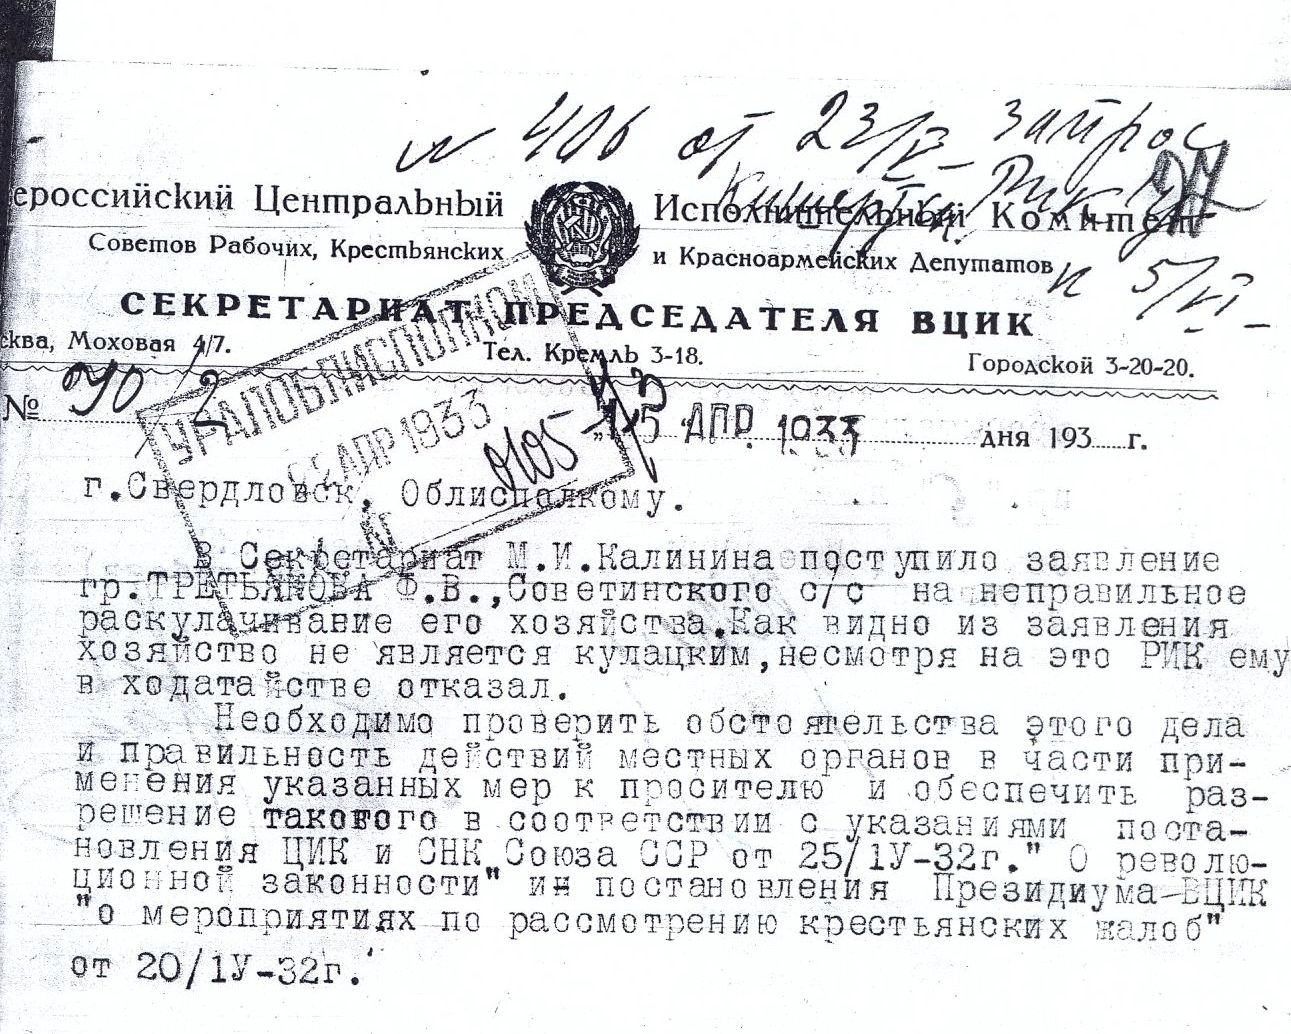 № 406 от 23/IV- запрос
Кишертск. РИК
к 5/VI-
ероссийский Центральный Исполнительный Комитет
Советов Рабочих, Крестьянских и Красноармейских Депутатов
СЕКРЕТАРИАТ ПРЕДСЕДАТЕЛЯ ВЦИК
сква, Моховая 4/7. Тел. Кремль 3-18. Городской 3-20-20.
№
УРАЛОБЛИСПОЛКОМ
АПР 1933
0105
№
15 АПР. 1933 дня 193 г.
г.Свердловск. Облисполкому.
В Секретариат М.И.Калинина поступило заявление
гр.ТРЕТЬЯКОВА Ф.В.,Советинского с/с на неправильное
раскулачивание его хозяйства.Как видно из заявления
хозяйство не является кулацким,несмотря на это РИК ему
в ходатайстве отказал.
Необходимо проверить обстоятельства этого дела
и правильность действий местных органов в части при-
менения указанных мер к просителю и обеспечить раз-
решение такового в соответствии с указаниями поста-
новления ЦИК и СНК Союза ССР от 25/1У-32г." О револю-
ционной законности" ин постановления Президиума-ВЦИК
"о мероприятиях по рассмотрению крестьянских жалоб"
от 20/1У-32г.